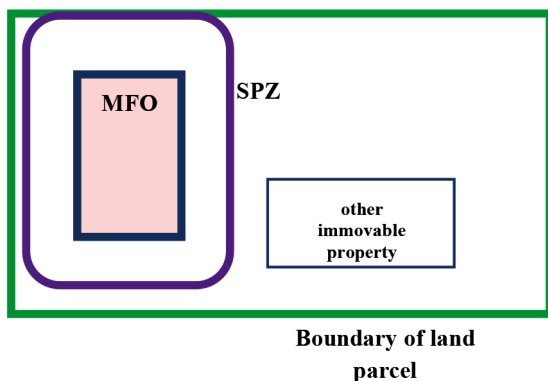 MFO
SPZ
other
immovable
property
Boundary of land
parcel